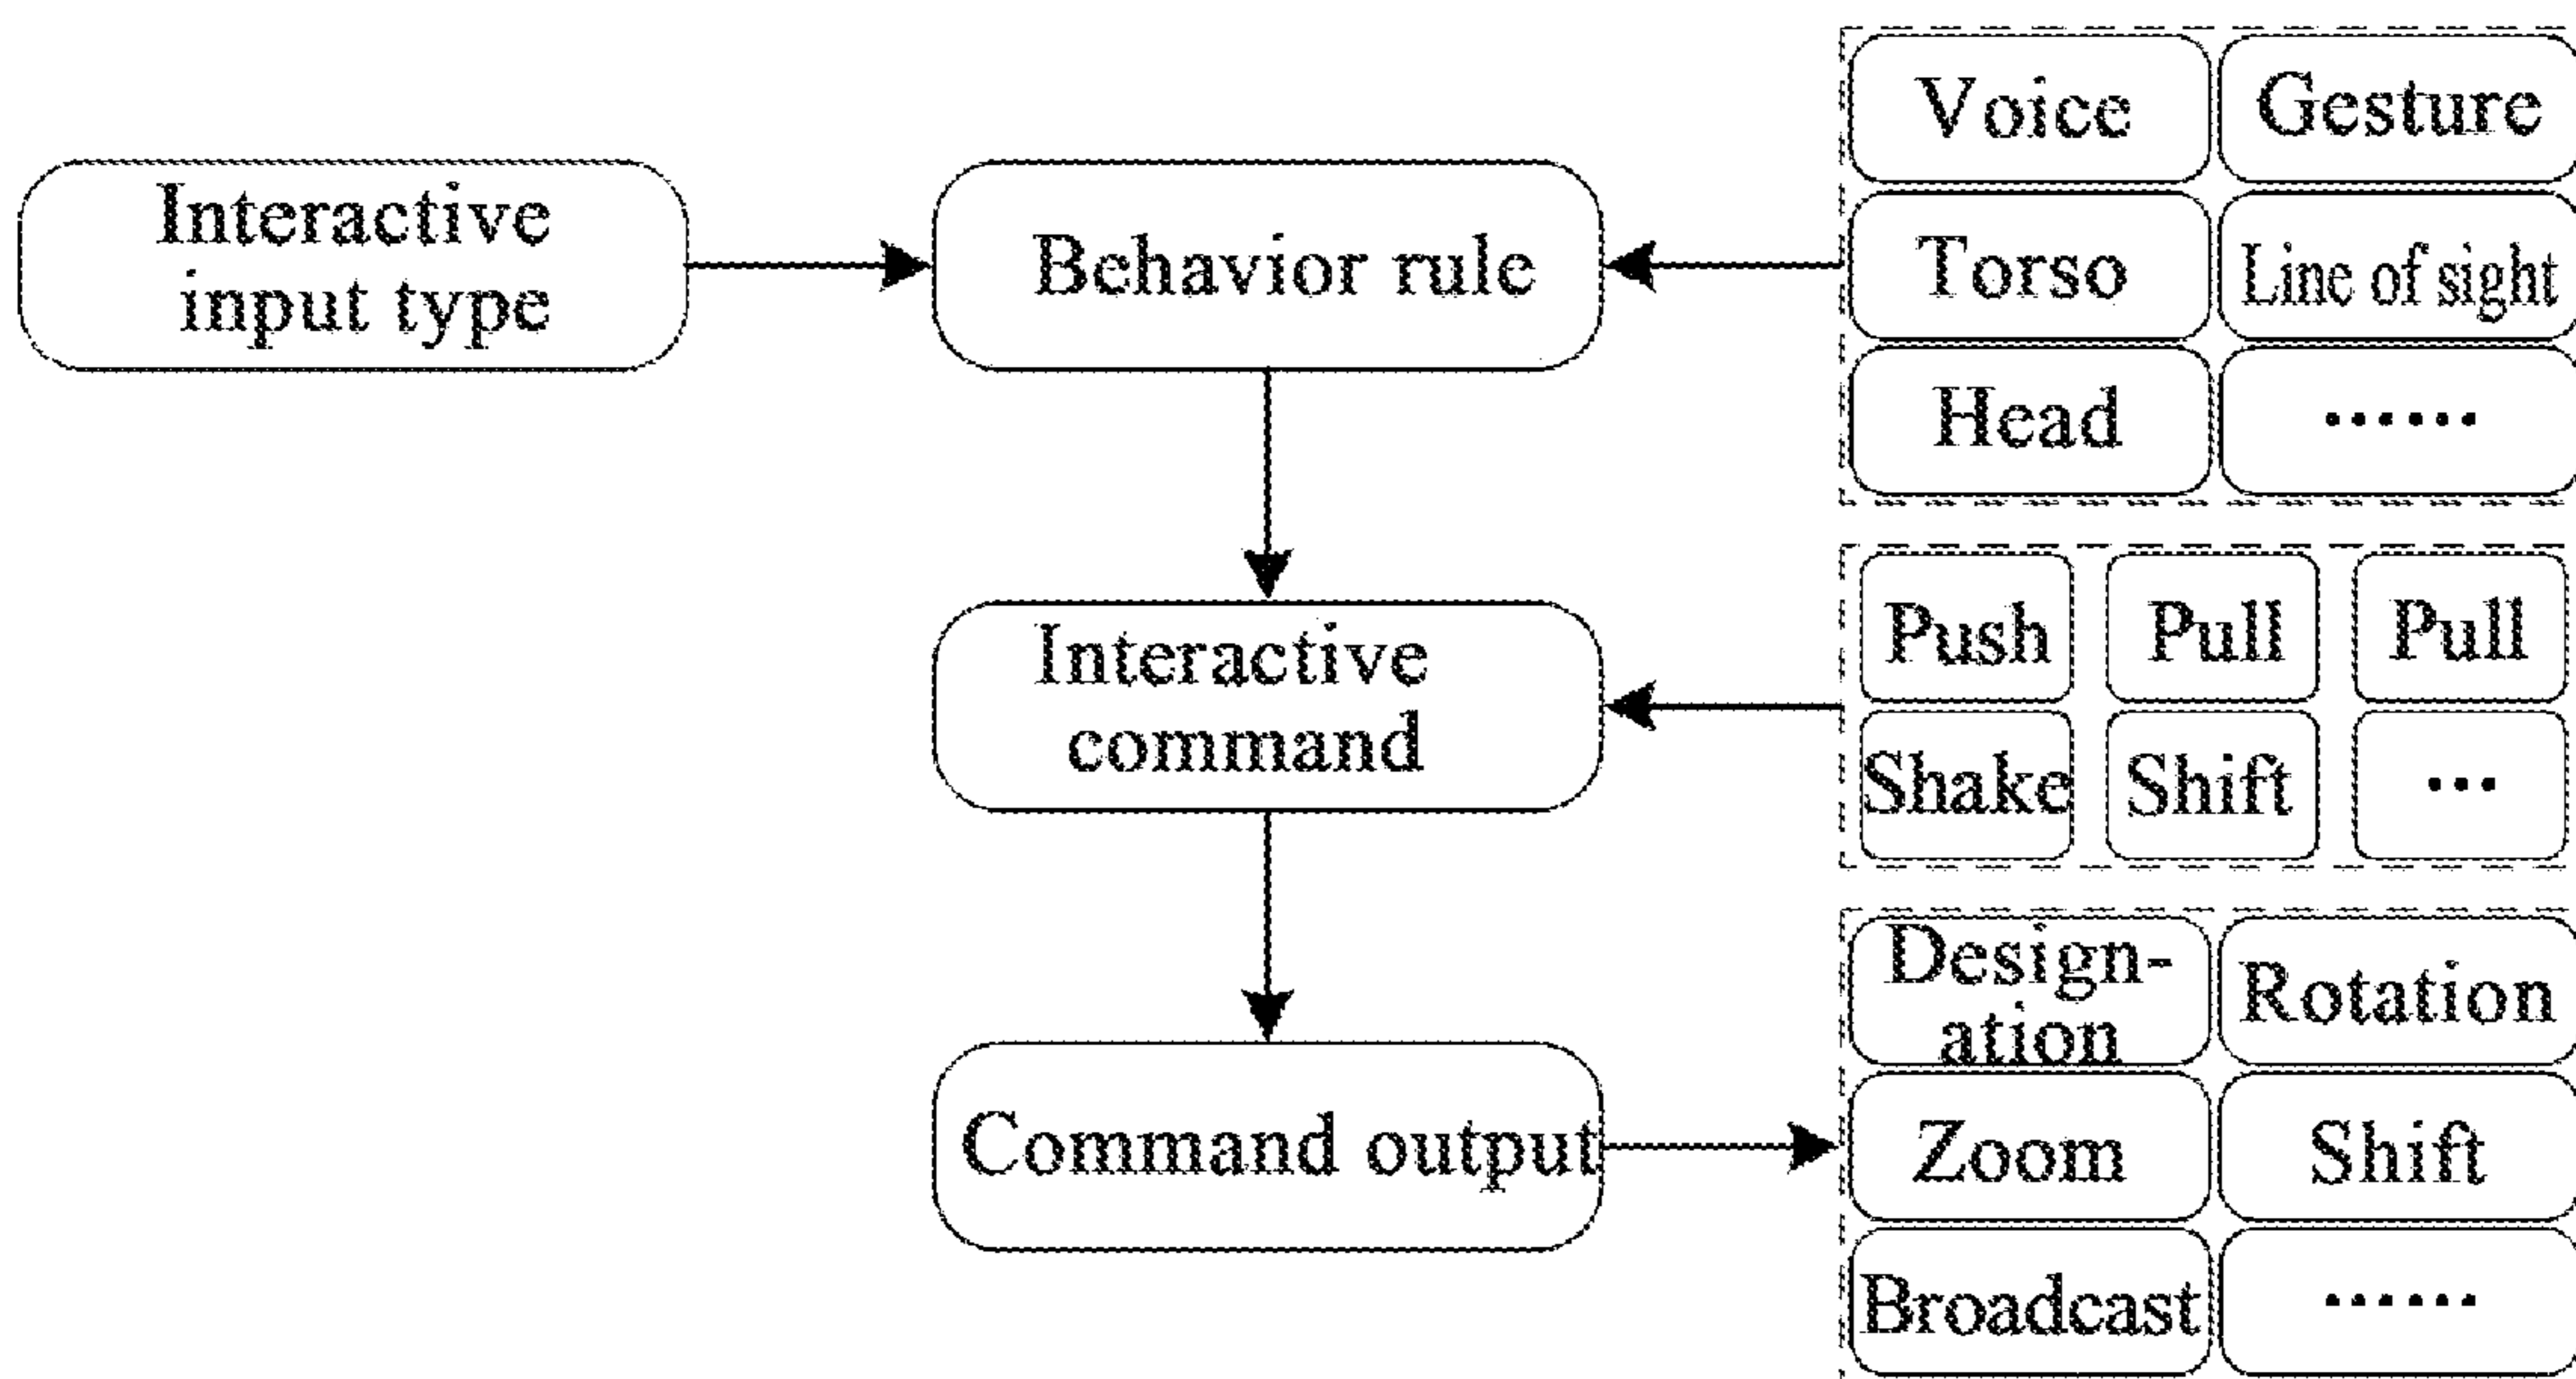 Interactive
input type
Behavior rule
Voice
Gesture
Torso
Line of sight
Head
······
Interactive
command
Push
Pull
Pull
Shake
Shift
···
Command output
Design-
ation
Rotation
Zoom
Shift
Broadcast
······